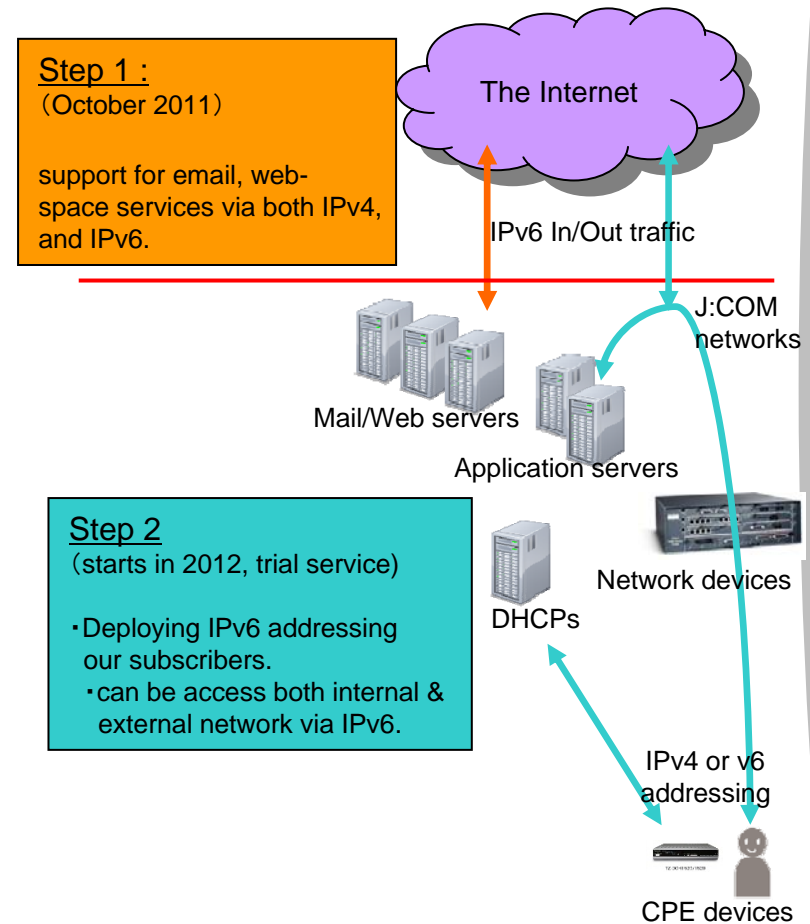 Step 1 :
（October 2011）
support for email, web-
space services via both IPv4,
and IPv6.
The Internet
IPv6 In/Out traffic
J:COM
networks
Mail/Web servers
Application servers
Step 2
（starts in 2012, trial service)
・Deploying IPv6 addressing
our subscribers.
・can be access both internal &
external network via IPv6.
DHCPs
Network devices
IPv4 or v6
addressing
CPE devices